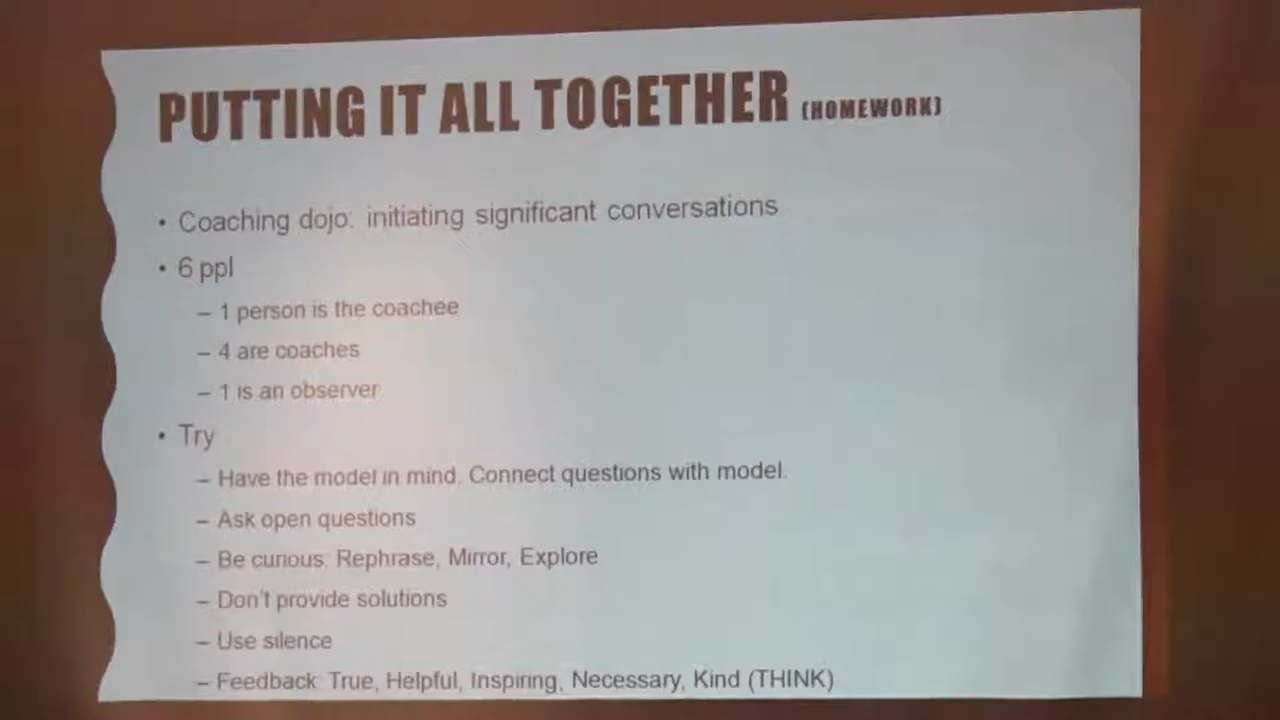 PUTTING IT ALL TOGETHER (HOMEWORK)
• Coaching dojo: initiating significant conversations
• 6 ppl
– 1 person is the coachee
– 4 are coaches
– 1 is an observer
• Try
– Have the model in mind. Connect questions with model.
– Ask open questions
– Be curious: Rephrase, Mirror, Explore
– Don't provide solutions
– Use silence
– Feedback: True, Helpful, Inspiring, Necessary, Kind (THINK)